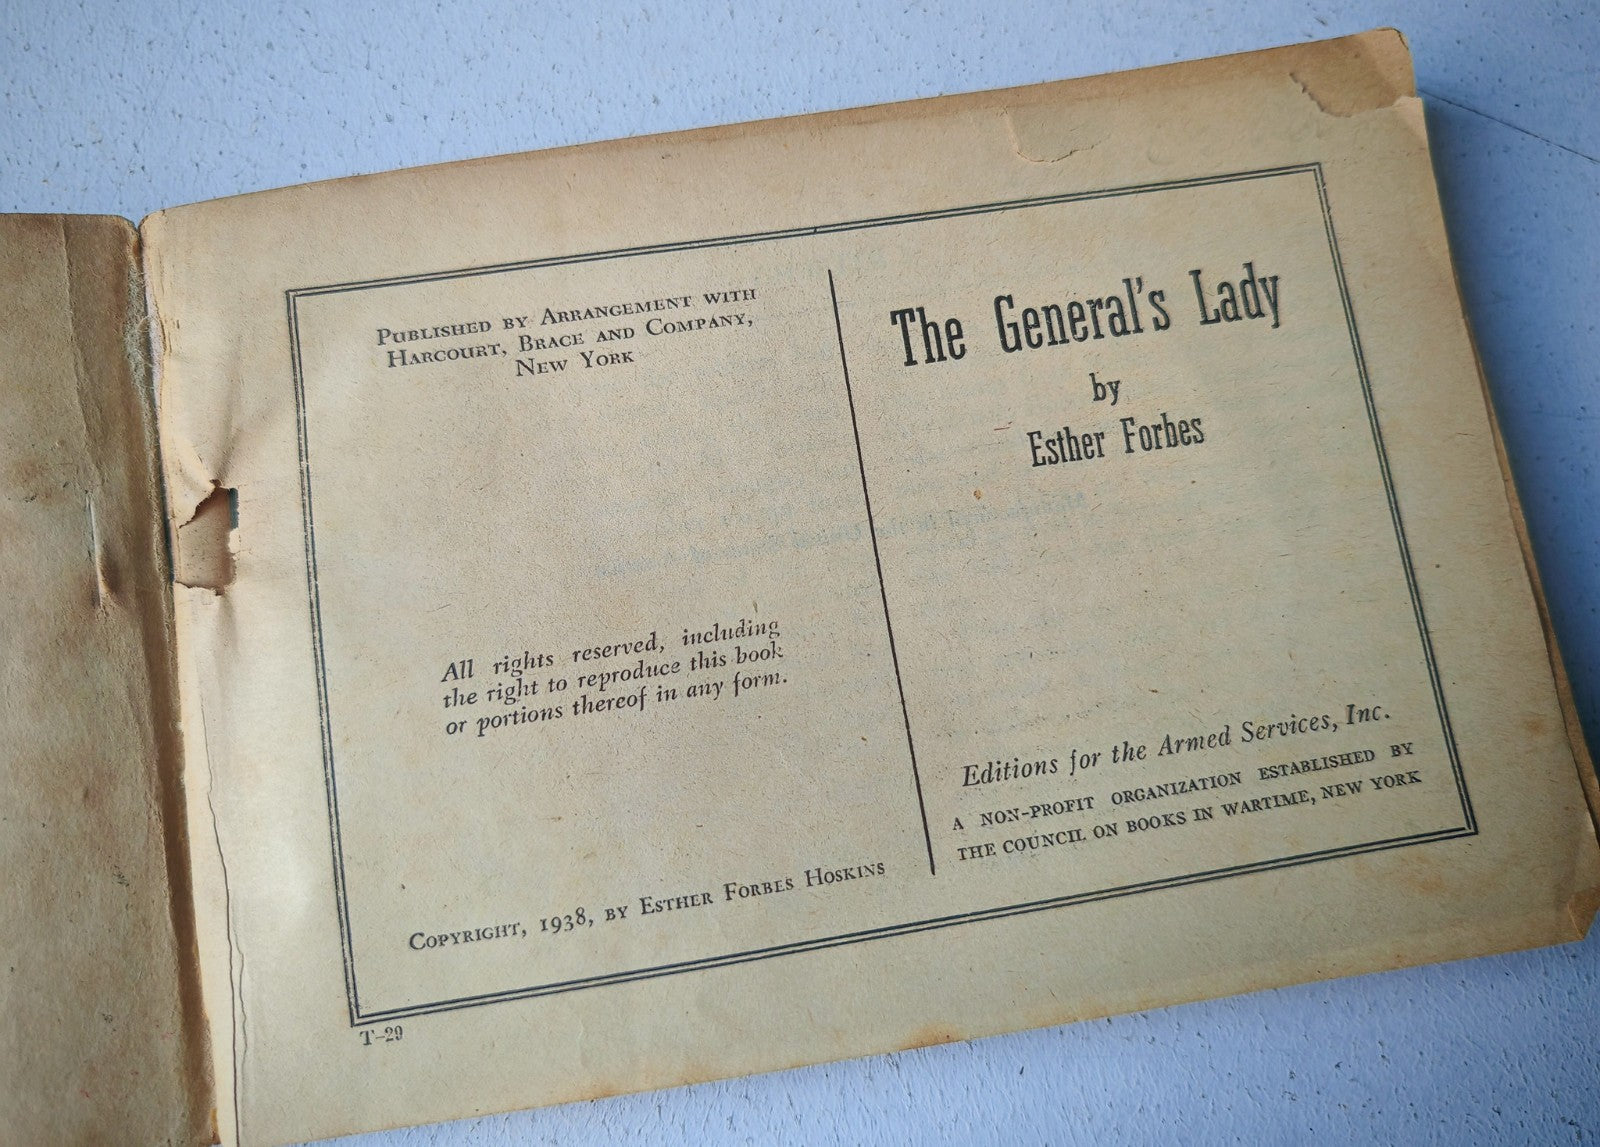 Published by Arrangement with
Harcourt, Brace and Company,
New York
All rights reserved, including
the right to reproduce this book
or portions thereof in any form.
Copyright, 1938, by Esther Forbes Hoskins
T-29
The General's Lady
by
Esther Forbes
Editions for the Armed Services, Inc.
A NON-PROFIT ORGANIZATION ESTABLISHED BY
THE COUNCIL ON BOOKS IN WARTIME, NEW YORK